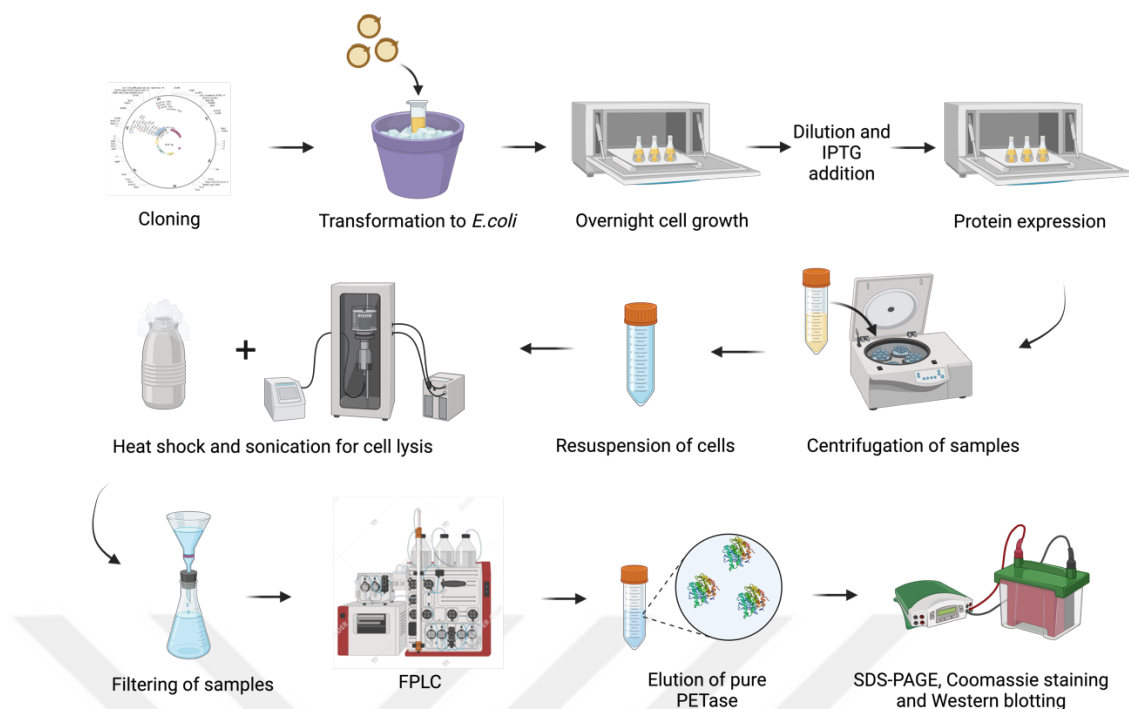 Cloning
Transformation to E.coli
Overnight cell growth
Dilution and
IPTG
addition
Protein expression
Heat shock and sonication for cell lysis
+
Resuspension of cells
Centrifugation of samples
Filtering of samples
FPLC
Elution of pure
PETase
SDS-PAGE, Coomassie staining
and Western blotting